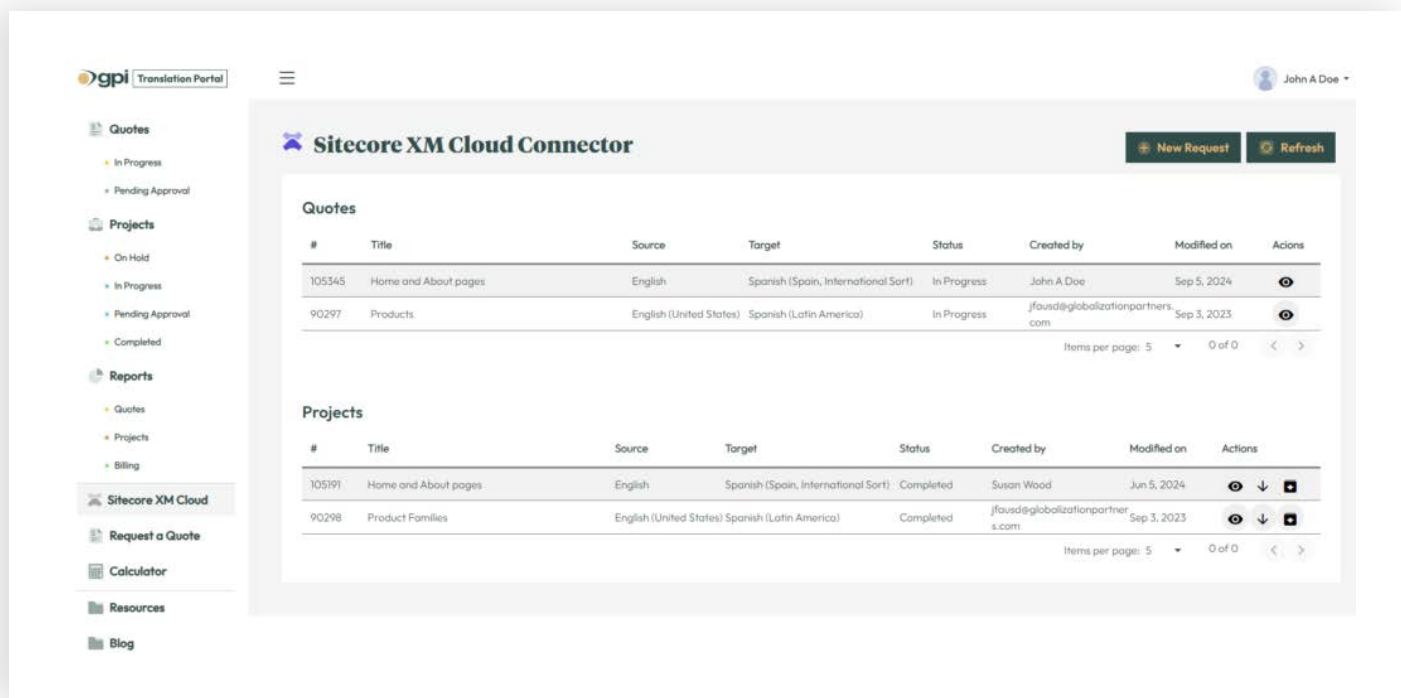 gpi Translation Portal
John A Doe
Quotes
In Progress
Pending Approval
Projects
On Hold
In Progress
Pending Approval
Completed
Reports
Quotes
Projects
Billing
Sitecore XM Cloud
Request a Quote
Calculator
Resources
Blog
Sitecore XM Cloud Connector
New Request
Refresh
Quotes
# Title Source Target Status Created by Modified on Acions
105345 Home and About pages English Spanish (Spain, International Sort) In Progress John A Doe Sep 5, 2024
90297 Products English (United States) Spanish (Latin America) In Progress jfausd@globalizationpartners. Sep 3, 2023
com
Items per page: 5 0 of 0
Projects
# Title Source Target Status Created by Modified on Actions
105191 Home and About pages English Spanish (Spain, International Sort) Completed Susan Wood Jun 5, 2024
90298 Product Families English (United States) Spanish (Latin America) Completed jfausd@globalizationpartner Sep 3, 2023
s.com
Items per page: 5 0 of 0